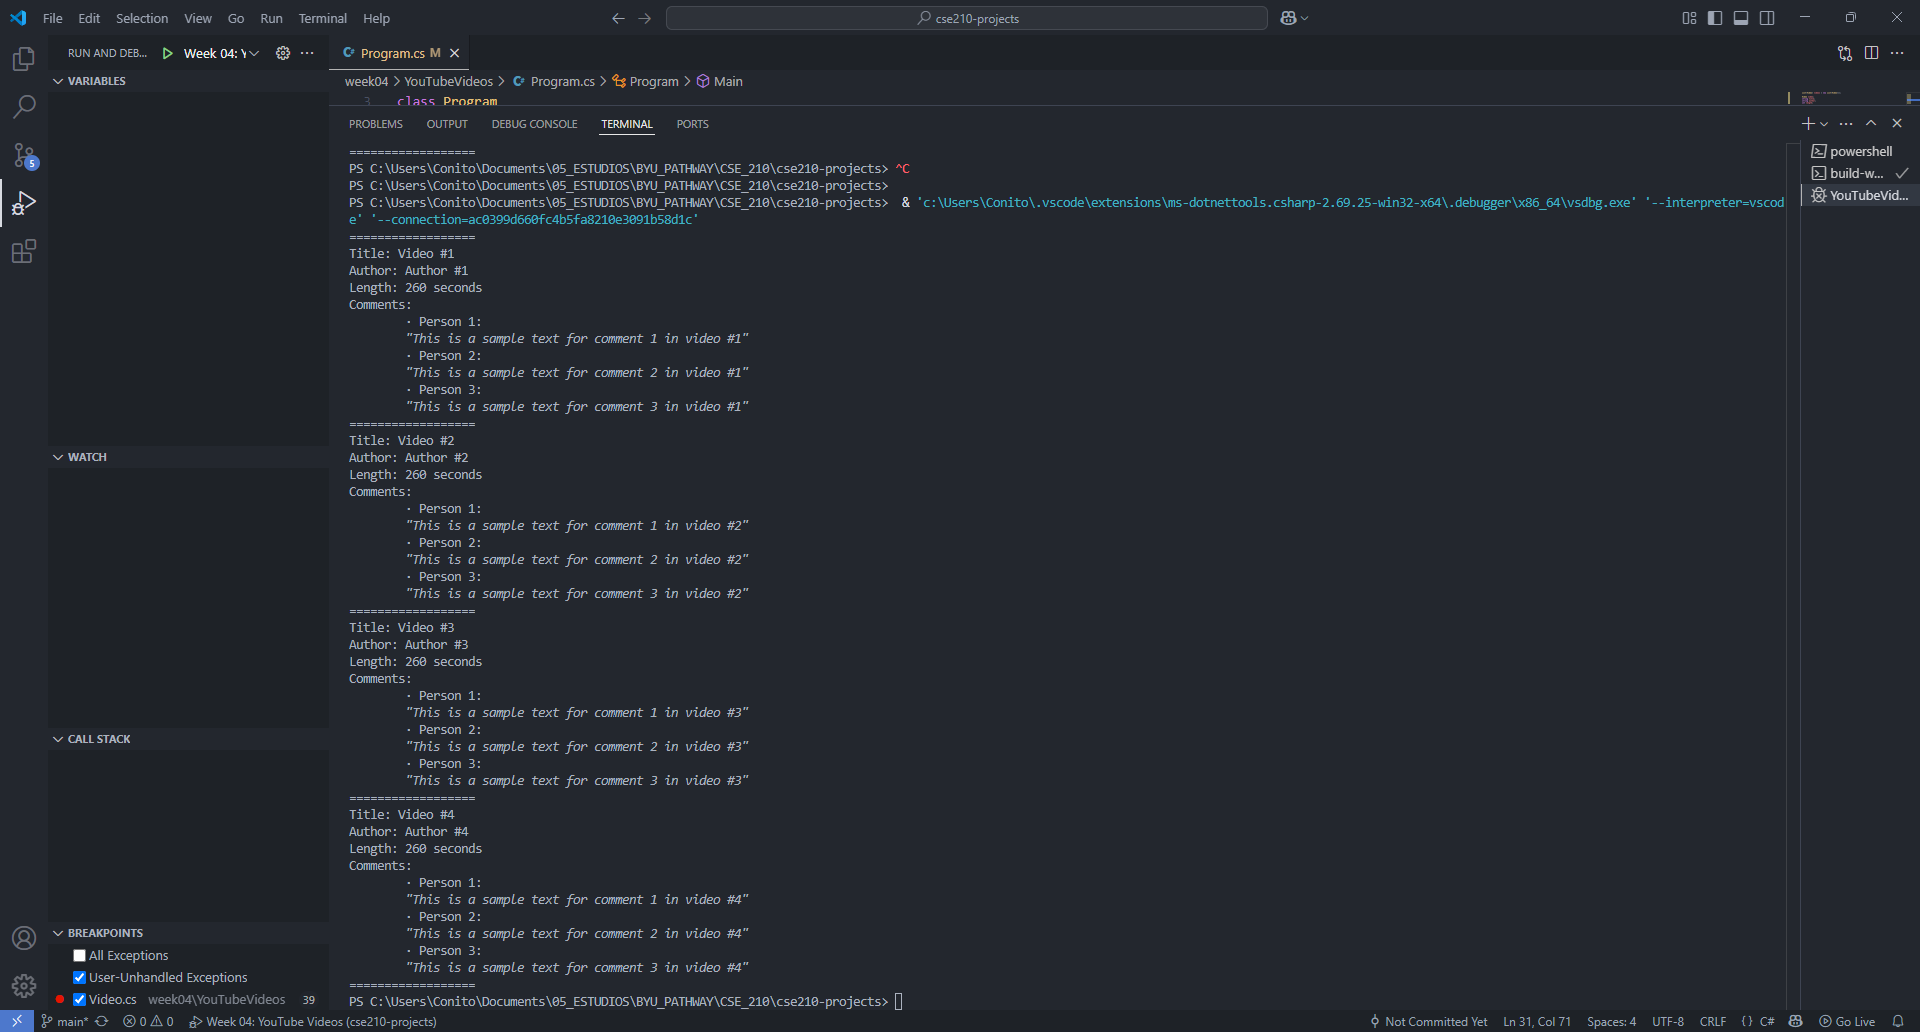 File Edit Selection View Go Run Terminal Help
cse210-projects
RUN AND DEB... Week 04: Y
Program.cs M
VARIABLES
week04 > YouTubeVideos > Program.cs > Program > Main
3 class Program
PROBLEMS OUTPUT DEBUG CONSOLE TERMINAL PORTS
powershell
build-w...
YouTubeVid...
==================
PS C:\Users\Conito\Documents\05_ESTUDIOS\BYU_PATHWAY\CSE_210\cse210-projects> ^C
PS C:\Users\Conito\Documents\05_ESTUDIOS\BYU_PATHWAY\CSE_210\cse210-projects>
PS C:\Users\Conito\Documents\05_ESTUDIOS\BYU_PATHWAY\CSE_210\cse210-projects> & 'c:\Users\Conito\.vscode\extensions\ms-dotnettools.csharp-2.69.25-win32-x64\.debugger\x86_64\vsdbg.exe' '--interpreter=vscod
e' '--connection=ac0399d660fc4b5fa8210e3091b58d1c'
==================
Title: Video #1
Author: Author #1
Length: 260 seconds
Comments:
· Person 1:
"This is a sample text for comment 1 in video #1"
· Person 2:
"This is a sample text for comment 2 in video #1"
· Person 3:
"This is a sample text for comment 3 in video #1"
==================
Title: Video #2
Author: Author #2
Length: 260 seconds
Comments:
· Person 1:
"This is a sample text for comment 1 in video #2"
· Person 2:
"This is a sample text for comment 2 in video #2"
· Person 3:
"This is a sample text for comment 3 in video #2"
==================
Title: Video #3
Author: Author #3
Length: 260 seconds
Comments:
· Person 1:
"This is a sample text for comment 1 in video #3"
· Person 2:
"This is a sample text for comment 2 in video #3"
· Person 3:
"This is a sample text for comment 3 in video #3"
==================
Title: Video #4
Author: Author #4
Length: 260 seconds
Comments:
· Person 1:
"This is a sample text for comment 1 in video #4"
· Person 2:
"This is a sample text for comment 2 in video #4"
· Person 3:
"This is a sample text for comment 3 in video #4"
==================
PS C:\Users\Conito\Documents\05_ESTUDIOS\BYU_PATHWAY\CSE_210\cse210-projects>
5
WATCH
CALL STACK
BREAKPOINTS
All Exceptions
User-Unhandled Exceptions
Video.cs week04\YouTubeVideos 39
main* 0 0 Week 04: YouTube Videos (cse210-projects) Not Committed Yet Ln 31, Col 71 Spaces: 4 UTF-8 CRLF {} C# Go Live